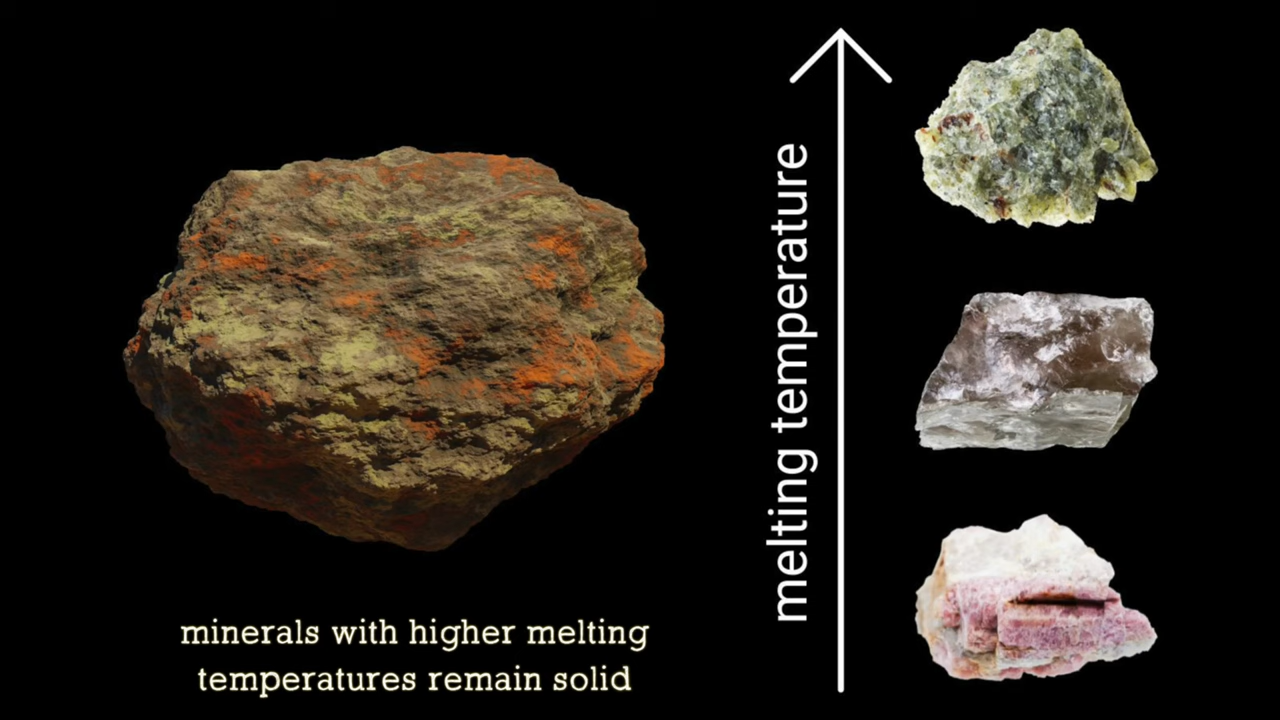 minerals with higher melting
temperatures remain solid
melting temperature